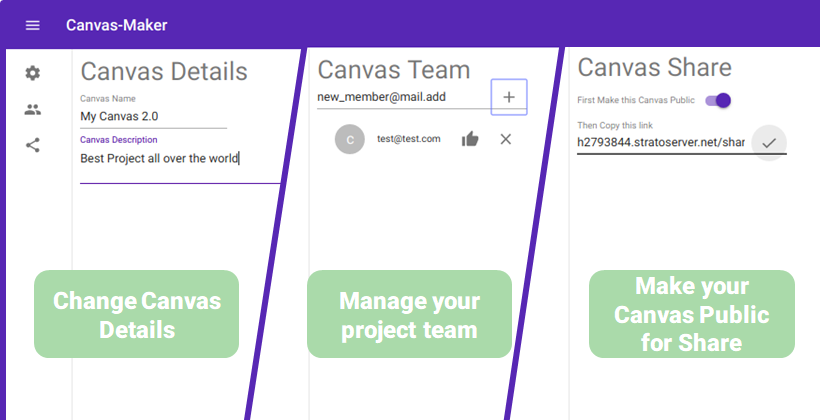 Canvas-Maker
Canvas Details
Canvas Name
My Canvas 2.0
Canvas Description
Best Project all over the world
Change Canvas
Details
Canvas Team
new_member@mail.add
C
test@test.com
Manage your
project team
Canvas Share
First Make this Canvas Public
Then Copy this link
h2793844.stratoserver.net/shar
Make your
Canvas Public
for Share